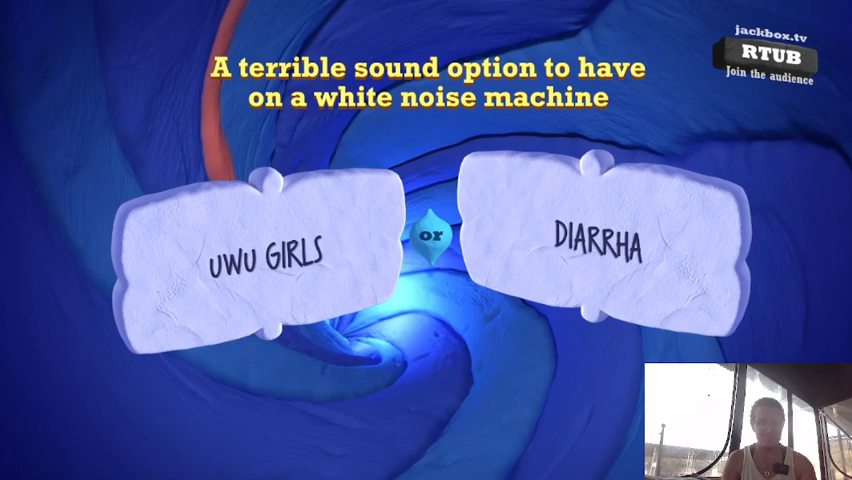 jackbox.tv
RTUB
Join the audience
A terrible sound option to have
on a white noise machine
UWU GIRLS
or
DIARRHA